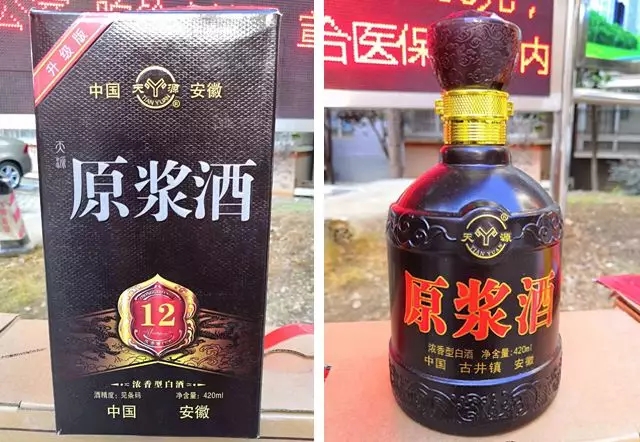 升级版
中国 天源 安徽
TIAN YUAN
®
天源
原浆酒
12
Years
浓香型白酒
酒精度：见条码 净含量：420ml
中国 安徽
合医保 内
®
天 源
TIAN YUAN
原浆酒
浓香型白酒 净含量:420ml
中国 古井镇 安徽